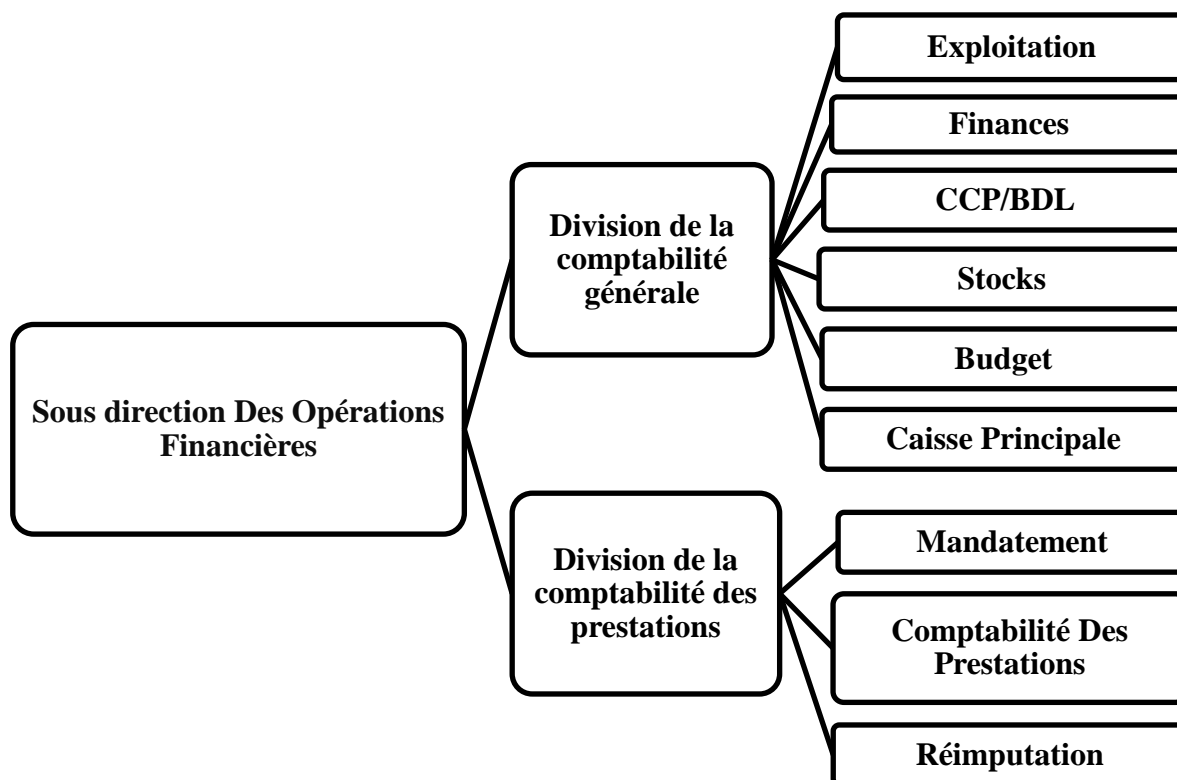 Sous direction Des Opérations
Financières
Division de la
comptabilité
générale
Exploitation
Finances
CCP/BDL
Stocks
Budget
Caisse Principale
Division de la
comptabilité des
prestations
Mandatement
Comptabilité Des
Prestations
Réimputation